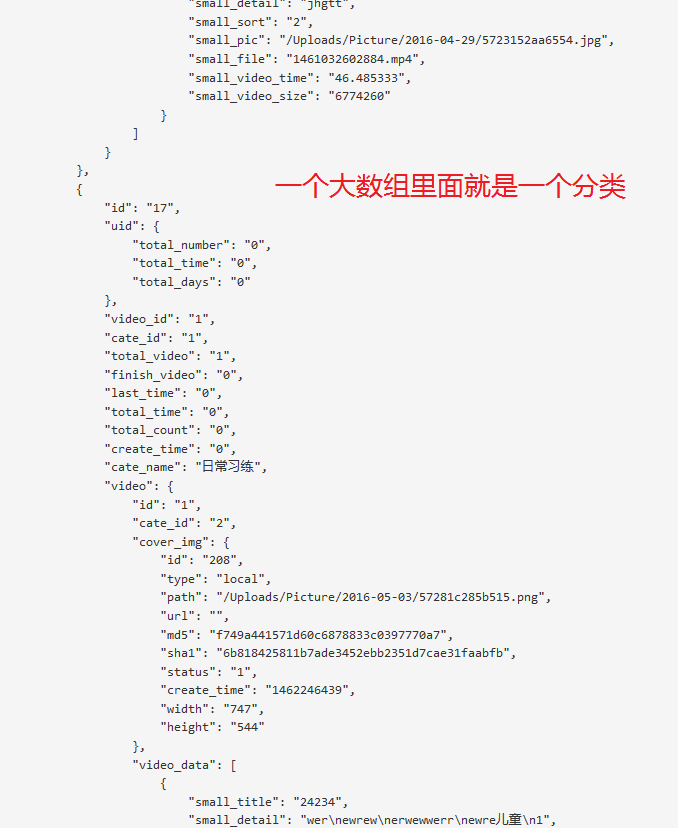 "small_detail": "jhgtt",
"small_sort": "2",
"small_pic": "/Uploads/Picture/2016-04-29/5723152aa6554.jpg",
"small_file": "1461032602884.mp4",
"small_video_time": "46.485333",
"small_video_size": "6774260"
}
]
}
},
{
一个大数组里面就是一个分类
"id": "17",
"uid": {
"total_number": "0",
"total_time": "0",
"total_days": "0"
},
"video_id": "1",
"cate_id": "1",
"total_video": "1",
"finish_video": "0",
"last_time": "0",
"total_time": "0",
"total_count": "0",
"create_time": "0",
"cate_name": "日常习练",
"video": {
"id": "1",
"cate_id": "2",
"cover_img": {
"id": "208",
"type": "local",
"path": "/Uploads/Picture/2016-05-03/57281c285b515.png",
"url": "",
"md5": "f749a441571d60c6878833c0397770a7",
"sha1": "6b818425811b7ade3452ebb2351d7cae31faabfb",
"status": "1",
"create_time": "1462246439",
"width": "747",
"height": "544"
},
"video_data": [
{
"small_title": "24234",
"small_detail": "wer\newrew\nerwewwerr\newre儿童\n1",